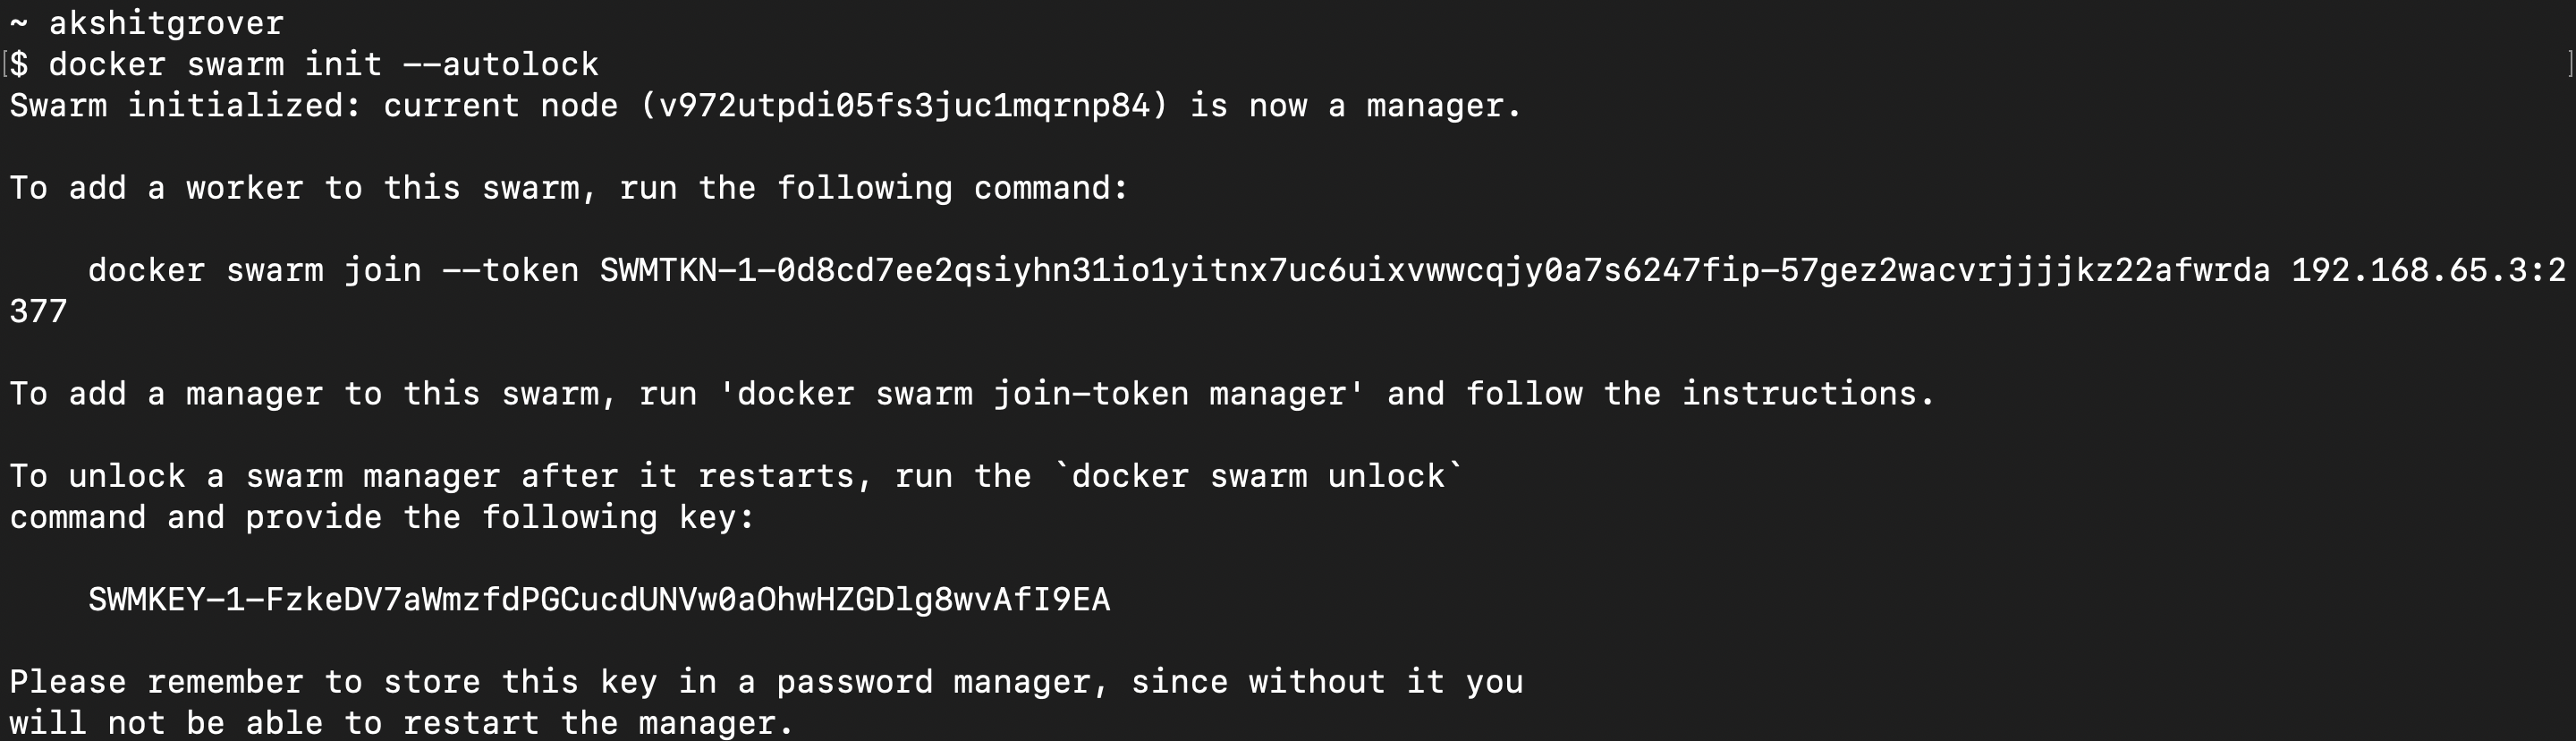 ~ akshitgrover
[$ docker swarm init --autolock ]
Swarm initialized: current node (v972utpdi05fs3juc1mqrnp84) is now a manager.
To add a worker to this swarm, run the following command:
docker swarm join --token SWMTKN-1-0d8cd7ee2qsiyhn31io1yitnx7uc6uixvwwcqjy0a7s6247fip-57gez2wacvrjjjjkz22afwrda 192.168.65.3:2
377
To add a manager to this swarm, run 'docker swarm join-token manager' and follow the instructions.
To unlock a swarm manager after it restarts, run the `docker swarm unlock`
command and provide the following key:
SWMKEY-1-FzkeDV7aWmzfdPGCucdUNVw0aOhwHZGDlg8wvAfI9EA
Please remember to store this key in a password manager, since without it you
will not be able to restart the manager.